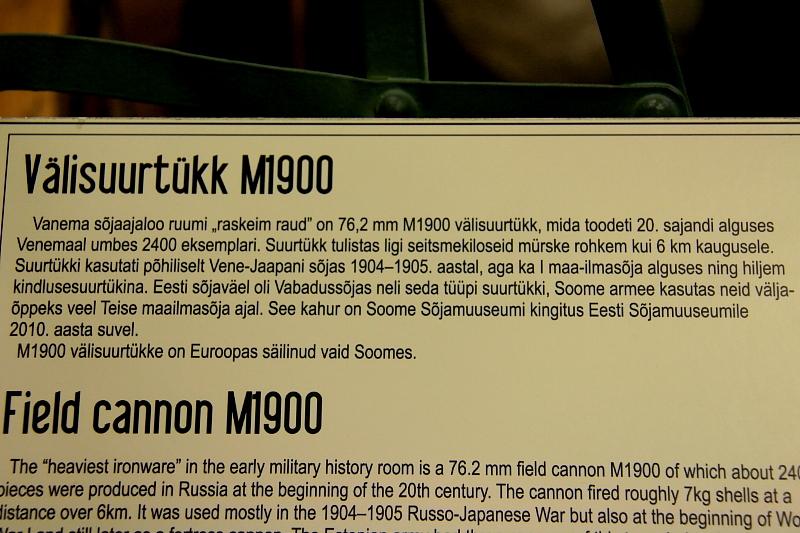 Välisuurtükk M1900
Vanema sõjaajaloo ruumi „raskeim raud” on 76,2 mm M1900 välisuurtükk, mida toodeti 20. sajandi alguses
Venemaal umbes 2400 eksemplari. Suurtükk tulistas ligi seitsmekiloseid mürske rohkem kui 6 km kaugusele.
Suurtükki kasutati põhiliselt Vene-Jaapani sõjas 1904–1905. aastal, aga ka I maa-ilmasõja alguses ning hiljem
kindlusesuurtükina. Eesti sõjaväel oli Vabadussõjas neli seda tüüpi suurtükki, Soome armee kasutas neid välja-
õppeks veel Teise maailmasõja ajal. See kahur on Soome Sõjamuuseumi kingitus Eesti Sõjamuuseumile
2010. aasta suvel.
M1900 välisuurtükke on Euroopas säilinud vaid Soomes.
Field cannon M1900
The “heaviest ironware” in the early military history room is a 76.2 mm field cannon M1900 of which about
pieces were produced in Russia at the beginning of the 20th century. The cannon fired roughly 7kg shells at a
distance over 6km. It was used mostly in the 1904–1905 Russo-Japanese War but also at the beginning of